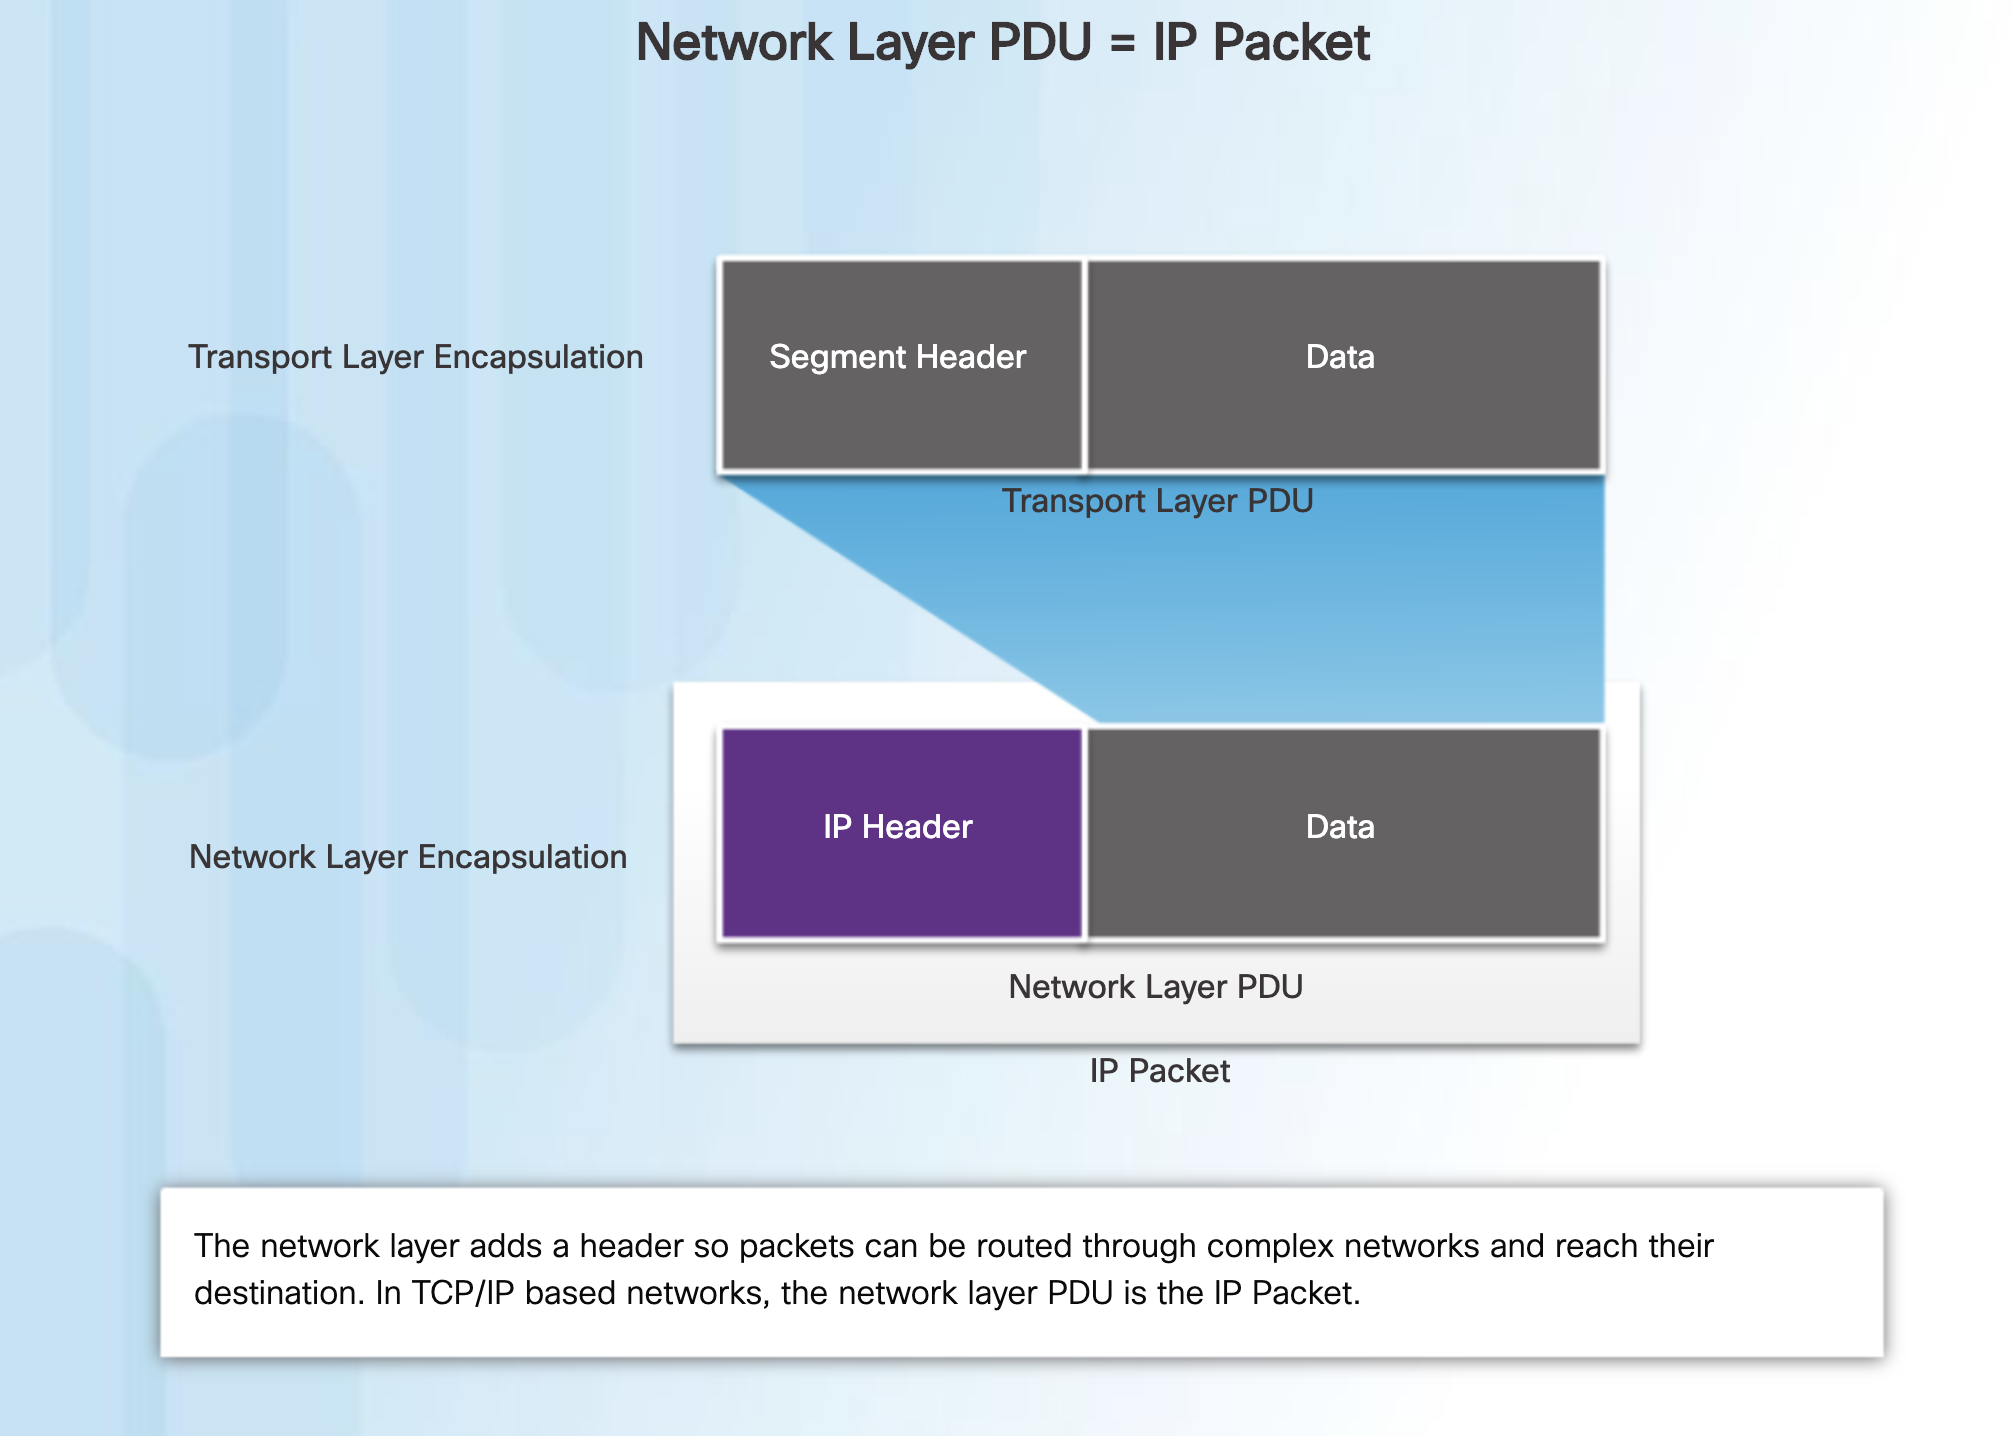 Network Layer PDU = IP Packet
Transport Layer Encapsulation
Segment Header
Data
Transport Layer PDU
Network Layer Encapsulation
IP Header
Data
Network Layer PDU
IP Packet
The network layer adds a header so packets can be routed through complex networks and reach their
destination. In TCP/IP based networks, the network layer PDU is the IP Packet.